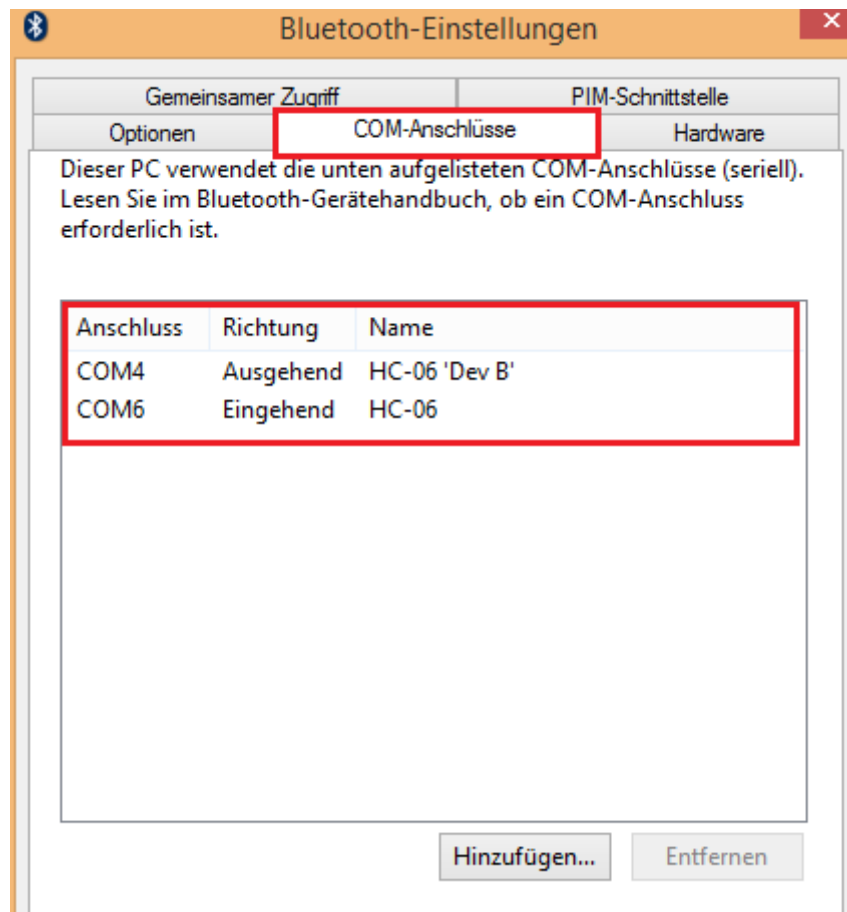 Bluetooth-Einstellungen
Gemeinsamer Zugriff PIM-Schnittstelle
Optionen COM-Anschlüsse Hardware
Dieser PC verwendet die unten aufgelisteten COM-Anschlüsse (seriell).
Lesen Sie im Bluetooth-Gerätehandbuch, ob ein COM-Anschluss
erforderlich ist.
Anschluss Richtung Name
COM4 Ausgehend HC-06 'Dev B'
COM6 Eingehend HC-06
Hinzufügen... Entfernen